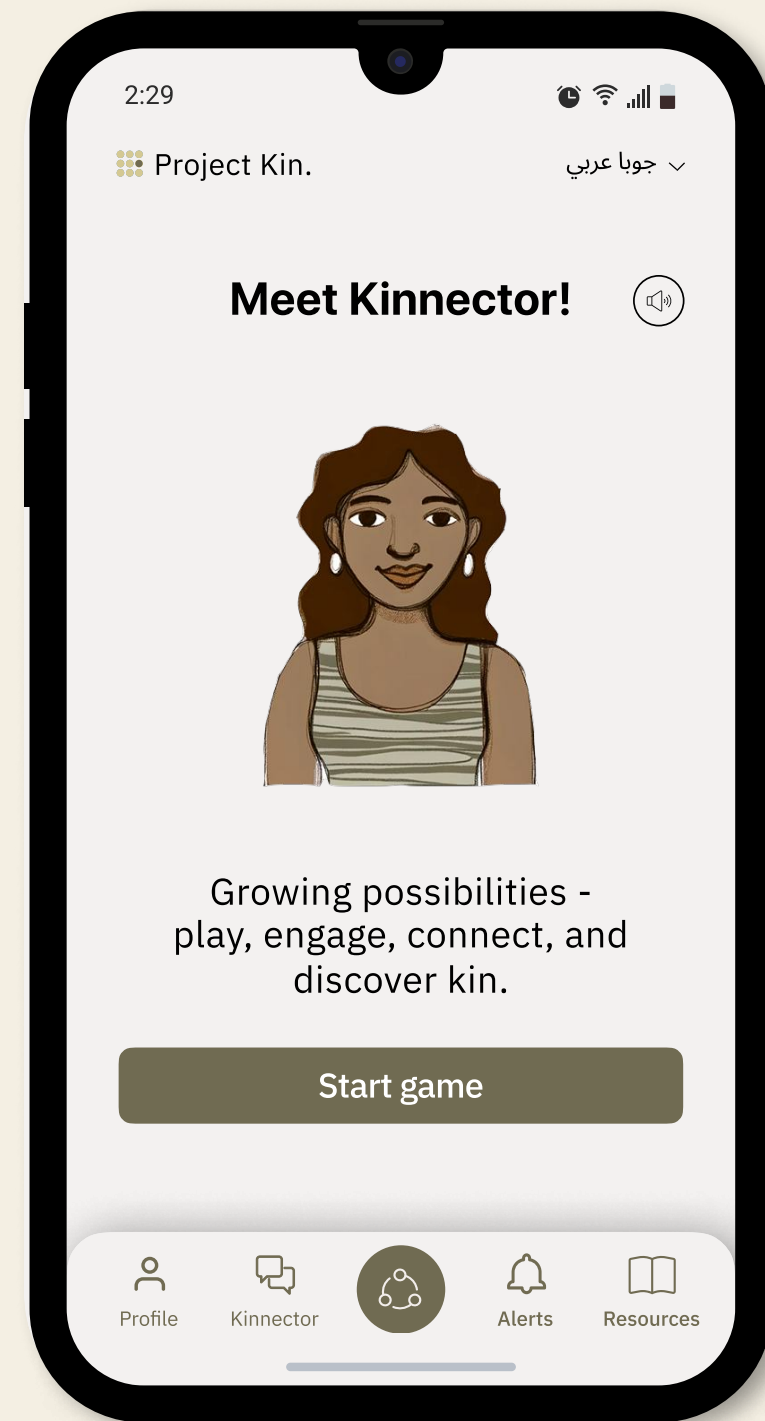 2:29
Project Kin.
جوبا عربي
Meet Kinnector!
Growing possibilities -
play, engage, connect, and
discover kin.
Start game
Profile
Kinnector
Alerts
Resources